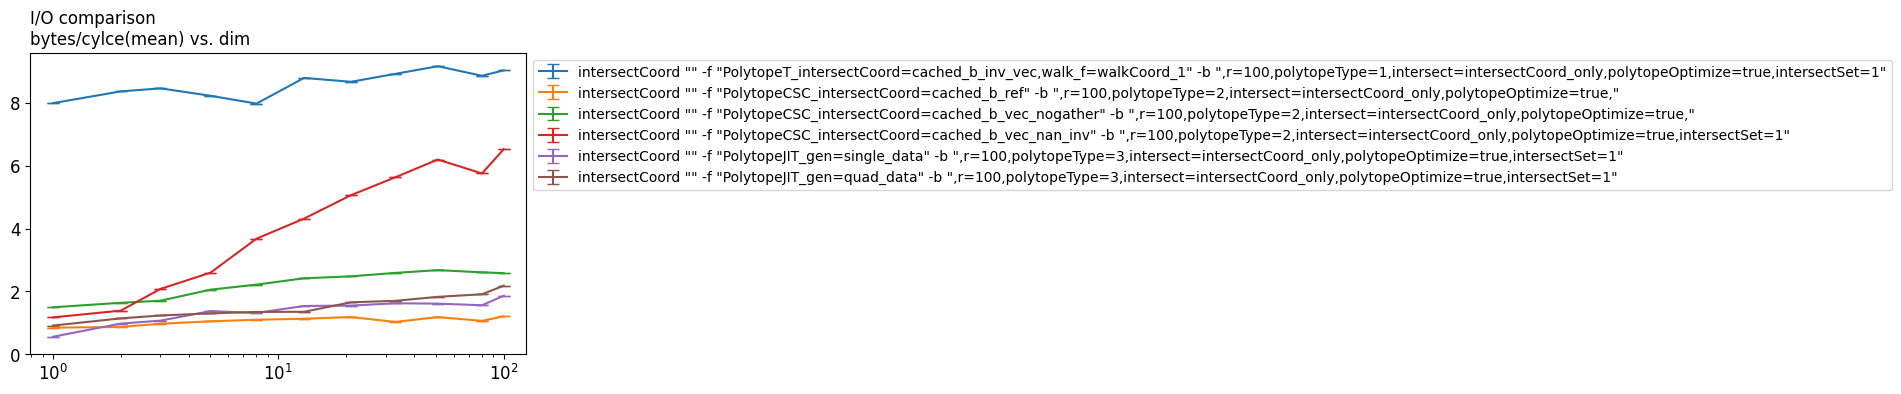 I/O comparison
bytes/cylce(mean) vs. dim
intersectCoord "" -f "PolytopeT_intersectCoord=cached_b_inv_vec,walk_f=walkCoord_1" -b ",r=100,polytopeType=1,intersect=intersectCoord_only,polytopeOptimize=true,intersectSet=1"
intersectCoord "" -f "PolytopeCSC_intersectCoord=cached_b_ref" -b ",r=100,polytopeType=2,intersect=intersectCoord_only,polytopeOptimize=true,"
intersectCoord "" -f "PolytopeCSC_intersectCoord=cached_b_vec_nogather" -b ",r=100,polytopeType=2,intersect=intersectCoord_only,polytopeOptimize=true,"
intersectCoord "" -f "PolytopeCSC_intersectCoord=cached_b_vec_nan_inv" -b ",r=100,polytopeType=2,intersect=intersectCoord_only,polytopeOptimize=true,intersectSet=1"
intersectCoord "" -f "PolytopeJIT_gen=single_data" -b ",r=100,polytopeType=3,intersect=intersectCoord_only,polytopeOptimize=true,intersectSet=1"
intersectCoord "" -f "PolytopeJIT_gen=quad_data" -b ",r=100,polytopeType=3,intersect=intersectCoord_only,polytopeOptimize=true,intersectSet=1"
8
6
4
2
0
10⁰ 10¹ 10²